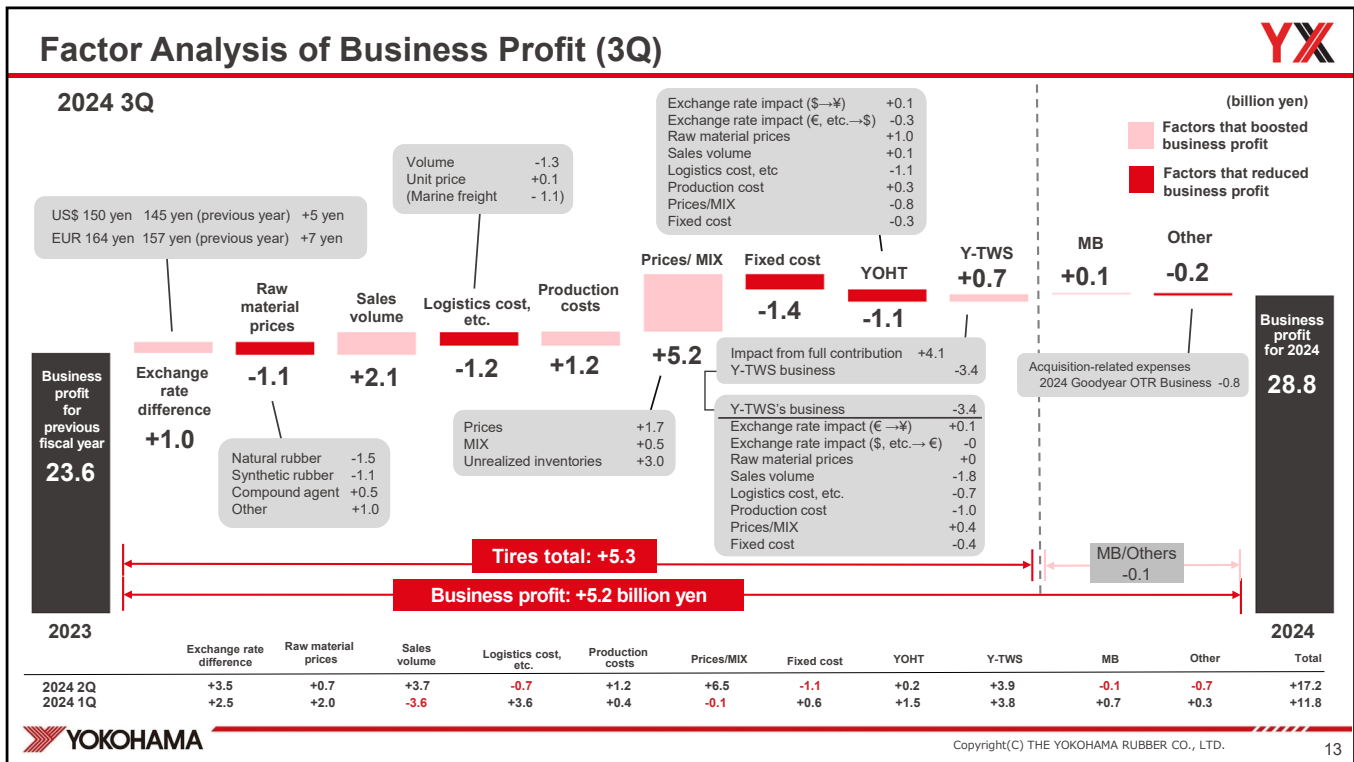 Factor Analysis of Business Profit (3Q)
YX
2024 3Q
(billion yen)
Factors that boosted
business profit
Factors that reduced
business profit
US$ 150 yen 145 yen (previous year) +5 yen
EUR 164 yen 157 yen (previous year) +7 yen
Volume -1.3
Unit price +0.1
(Marine freight - 1.1)
Exchange rate impact ($→¥) +0.1
Exchange rate impact (€, etc.→$) -0.3
Raw material prices +1.0
Sales volume +0.1
Logistics cost, etc -1.1
Production cost +0.3
Prices/MIX -0.8
Fixed cost -0.3
Business
profit
for
previous
fiscal year
23.6
Exchange
rate
difference
+1.0
Raw
material
prices
-1.1
Sales
volume
+2.1
Logistics cost,
etc.
-1.2
Production
costs
+1.2
Prices/ MIX
+5.2
Fixed cost
-1.4
YOHT
-1.1
Y-TWS
+0.7
MB
+0.1
Other
-0.2
Business
profit
for 2024
28.8
Natural rubber -1.5
Synthetic rubber -1.1
Compound agent +0.5
Other +1.0
Prices +1.7
MIX +0.5
Unrealized inventories +3.0
Impact from full contribution +4.1
Y-TWS business -3.4
Y-TWS's business -3.4
Exchange rate impact (€ →¥) +0.1
Exchange rate impact ($, etc.→ €) -0
Raw material prices +0
Sales volume -1.8
Logistics cost, etc. -0.7
Production cost -1.0
Prices/MIX +0.4
Fixed cost -0.4
Acquisition-related expenses
2024 Goodyear OTR Business -0.8
Tires total: +5.3
MB/Others
-0.1
Business profit: +5.2 billion yen
2023
2024
Exchange rate difference Raw material prices Sales volume Logistics cost, etc. Production costs Prices/MIX Fixed cost YOHT Y-TWS MB Other Total
2024 2Q +3.5 +0.7 +3.7 -0.7 +1.2 +6.5 -1.1 +0.2 +3.9 -0.1 -0.7 +17.2
2024 1Q +2.5 +2.0 -3.6 +3.6 +0.4 -0.1 +0.6 +1.5 +3.8 +0.7 +0.3 +11.8
YOKOHAMA
Copyright(C) THE YOKOHAMA RUBBER CO., LTD.
13